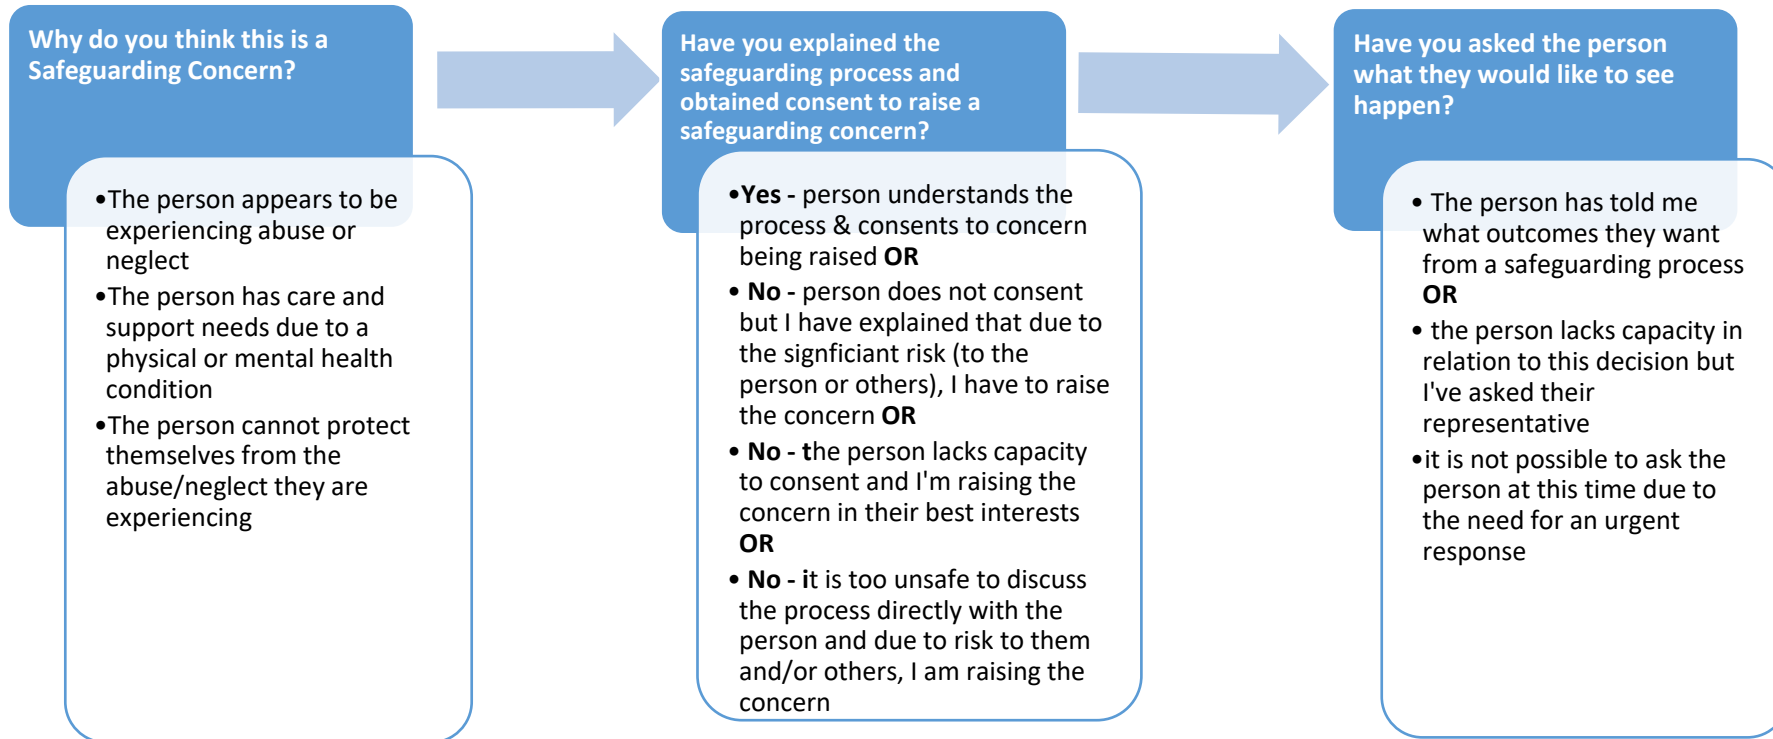 Why do you think this is a
Safeguarding Concern?
•The person appears to be
experiencing abuse or
neglect
•The person has care and
support needs due to a
physical or mental health
condition
•The person cannot protect
themselves from the
abuse/neglect they are
experiencing
Have you explained the
safeguarding process and
obtained consent to raise a
safeguarding concern?
•Yes - person understands the
process & consents to concern
being raised OR
• No - person does not consent
but I have explained that due to
the signficiant risk (to the
person or others), I have to raise
the concern OR
• No - the person lacks capacity
to consent and I'm raising the
concern in their best interests
OR
• No - it is too unsafe to discuss
the process directly with the
person and due to risk to them
and/or others, I am raising the
concern
Have you asked the person
what they would like to see
happen?
• The person has told me
what outcomes they want
from a safeguarding process
OR
• the person lacks capacity in
relation to this decision but
I've asked their
representative
•it is not possible to ask the
person at this time due to
the need for an urgent
response